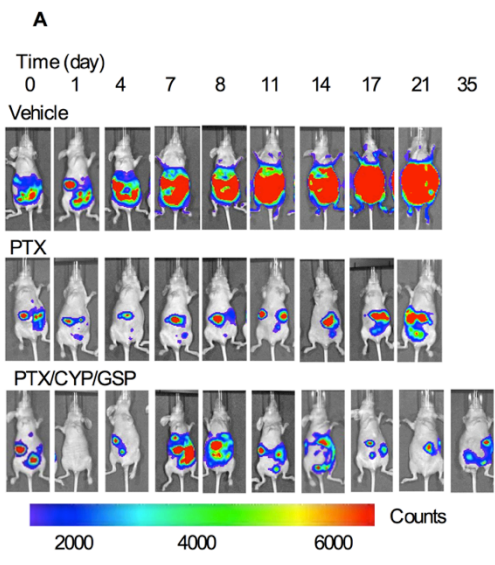 A
Time (day)
0 1 4 7 8 11 14 17 21 35
Vehicle
PTX
PTX/CYP/GSP
Counts
2000 4000 6000